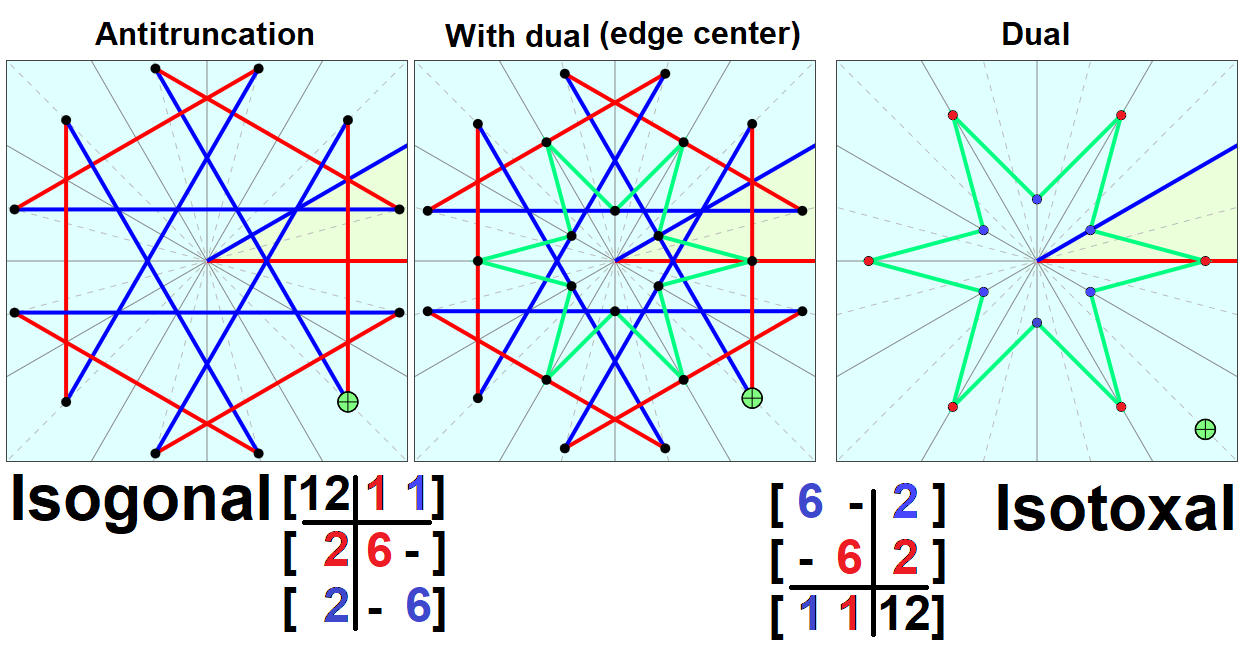 Antitruncation
With dual (edge center)
Dual
Isogonal
[12 1 1]
[ 2 6 - ]
[ 2 - 6]
[ 6 - 2 ]
[ - 6 2 ]
[ 1 1 12]
Isotoxal